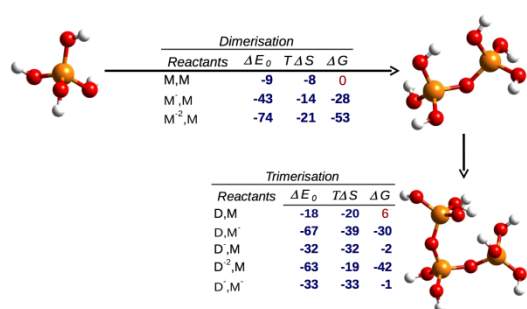 Dimerisation
Reactants ΔE₀ TΔS ΔG
M,M -9 -8 0
M⁻,M -43 -14 -28
M⁻²,M -74 -21 -53
Trimerisation
Reactants ΔE₀ TΔS ΔG
D,M -18 -20 6
D,M⁻ -67 -39 -30
D⁻,M -32 -32 -2
D⁻²,M -63 -19 -42
D⁻,M⁻ -33 -33 -1